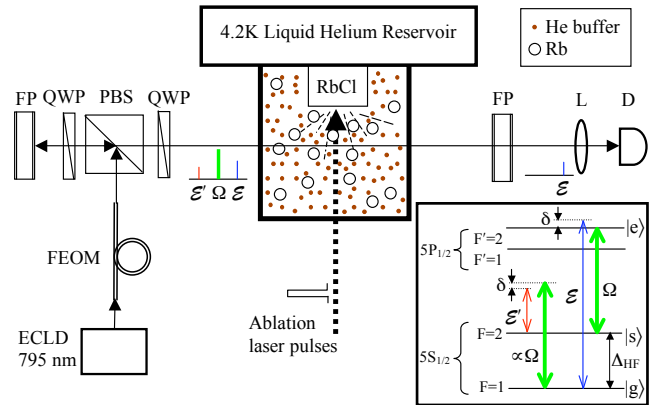 4.2K Liquid Helium Reservoir
He buffer
Rb
RbCl
FP
QWP
PBS
QWP
FP
L
D
ℰ′ Ω ℰ
ℰ
FEOM
ECLD
795 nm
Ablation
laser pulses
δ
|e⟩
F′=2
5P1/2
F′=1
δ
ℰ
Ω
ℰ′
F=2
|s⟩
∝Ω
5S1/2
ΔHF
F=1
|g⟩